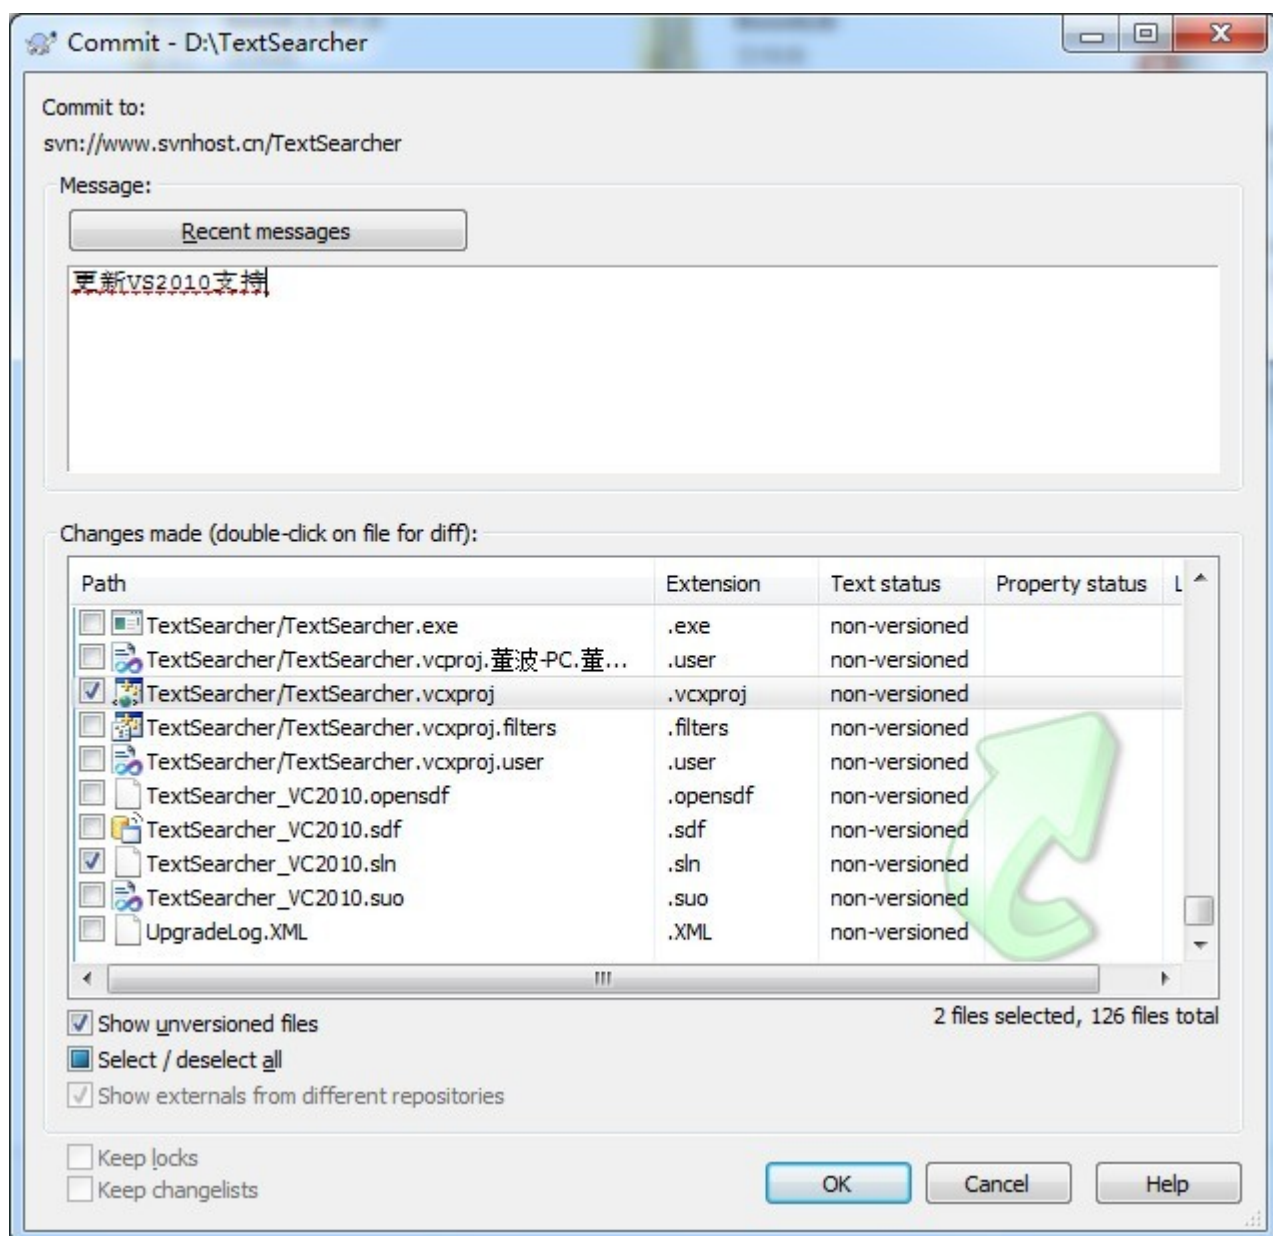 Commit - D:\TextSearcher
Commit to:
svn://www.svnhost.cn/TextSearcher
Message:
Recent messages
更新VS2010支持
Changes made (double-click on file for diff):
Path Extension Text status Property status L
TextSearcher/TextSearcher.exe .exe non-versioned
TextSearcher/TextSearcher.vcproj.董波-PC.董... .user non-versioned
TextSearcher/TextSearcher.vcxproj .vcxproj non-versioned
TextSearcher/TextSearcher.vcxproj.filters .filters non-versioned
TextSearcher/TextSearcher.vcxproj.user .user non-versioned
TextSearcher_VC2010.opensdf .opensdf non-versioned
TextSearcher_VC2010.sdf .sdf non-versioned
TextSearcher_VC2010.sln .sln non-versioned
TextSearcher_VC2010.suo .suo non-versioned
UpgradeLog.XML .XML non-versioned
2 files selected, 126 files total
Show unversioned files
Select / deselect all
Show externals from different repositories
Keep locks
Keep changelists
OK Cancel Help